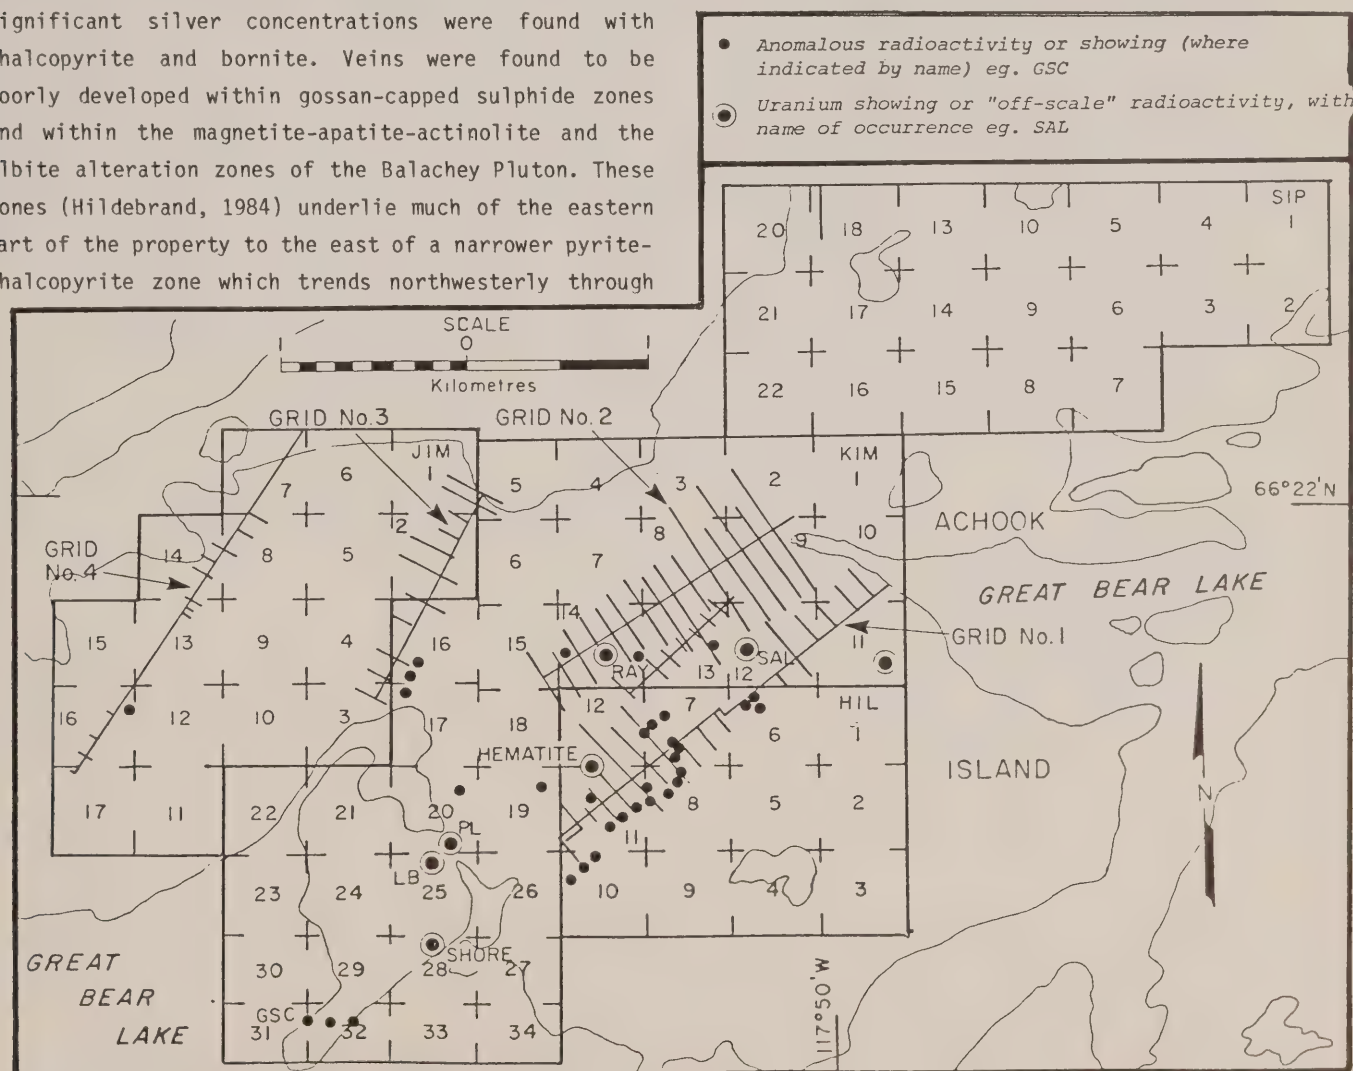 ignificant silver concentrations were found with
halcopyrite and bornite. Veins were found to be
oorly developed within gossan-capped sulphide zones
nd within the magnetite-apatite-actinolite and the
lbite alteration zones of the Balachey Pluton. These
ones (Hildebrand, 1984) underlie much of the eastern
art of the property to the east of a narrower pyrite-
halcopyrite zone which trends northwesterly through
Anomalous radioactivity or showing (where
indicated by name) eg. GSC
Uranium showing or "off-scale" radioactivity, with
name of occurrence eg. SAL
SIP
20 18 13 10 5 4 1
21 17 14 9 6 3 2
22 16 15 8 7
SCALE
1 0 1
Kilometres
GRID No.3 GRID No.2
JIM KIM
7 6 1 5 4 3 2 1
66°22'N
ACHOOK
14 8 5 2 6 7 8 9 10
GRID
No.4
GREAT BEAR LAKE
GRID No.1
15 13 9 4 16 15 14 13 12 11
RAY SAL
16 12 10 3 17 18 12 7 6 1
HIL
HEMATITE
ISLAND
17 11 22 21 20 19 11 8 5 2
PL
LB
23 24 25 26 10 9 4 3
SHORE
30 29 28 27
GREAT
BEAR
LAKE
GSC
31 32 33 34
117°50'W
N